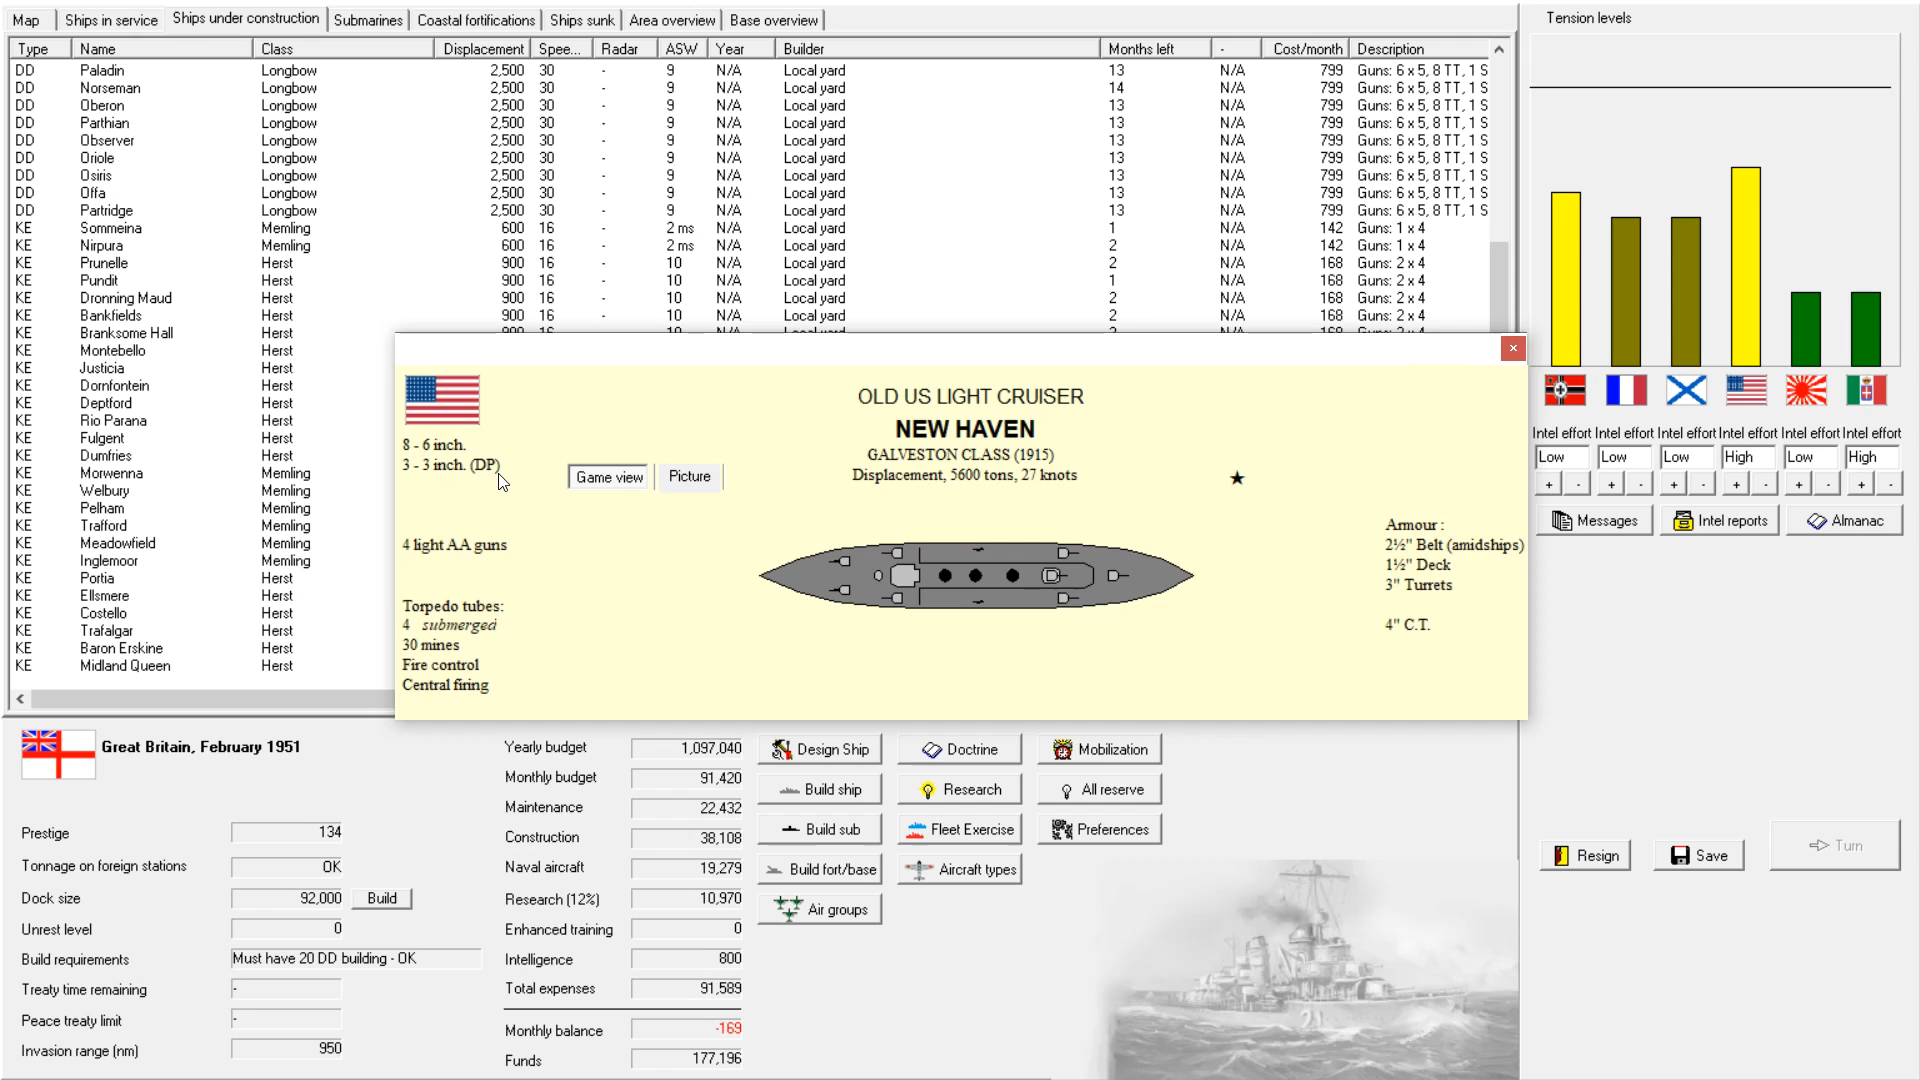 Map Ships in service Ships under construction Submarines Coastal fortifications Ships sunk Area overview Base overview
Type Name Class Displacement Spee... Radar ASW Year Builder Months left - Cost/month Description
DD Paladin Longbow 2,500 30 - 9 N/A Local yard 13 N/A 799 Guns: 6 x 5, 8 TT, 1 S
DD Norseman Longbow 2,500 30 - 9 N/A Local yard 14 N/A 799 Guns: 6 x 5, 8 TT, 1 S
DD Oberon Longbow 2,500 30 - 9 N/A Local yard 13 N/A 799 Guns: 6 x 5, 8 TT, 1 S
DD Parthian Longbow 2,500 30 - 9 N/A Local yard 13 N/A 799 Guns: 6 x 5, 8 TT, 1 S
DD Observer Longbow 2,500 30 - 9 N/A Local yard 13 N/A 799 Guns: 6 x 5, 8 TT, 1 S
DD Oriole Longbow 2,500 30 - 9 N/A Local yard 13 N/A 799 Guns: 6 x 5, 8 TT, 1 S
DD Osiris Longbow 2,500 30 - 9 N/A Local yard 13 N/A 799 Guns: 6 x 5, 8 TT, 1 S
DD Offa Longbow 2,500 30 - 9 N/A Local yard 13 N/A 799 Guns: 6 x 5, 8 TT, 1 S
DD Partridge Longbow 2,500 30 - 9 N/A Local yard 13 N/A 799 Guns: 6 x 5, 8 TT, 1 S
KE Sommeina Memling 600 16 - 2 ms N/A Local yard 1 N/A 142 Guns: 1 x 4
KE Nirpura Memling 600 16 - 2 ms N/A Local yard 2 N/A 142 Guns: 1 x 4
KE Prunelle Herst 900 16 - 10 N/A Local yard 2 N/A 168 Guns: 2 x 4
KE Pundit Herst 900 16 - 10 N/A Local yard 1 N/A 168 Guns: 2 x 4
KE Dronning Maud Herst 900 16 - 10 N/A Local yard 2 N/A 168 Guns: 2 x 4
KE Bankfields Herst 900 16 - 10 N/A Local yard 2 N/A 168 Guns: 2 x 4
KE Branksome Hall Herst 900 16 10 N/A Local yard 2 N/A 168 Guns: 2 x 4
KE Montebello Herst
KE Justicia Herst
KE Dornfontein Herst
KE Deptford Herst
KE Rio Parana Herst
KE Fulgent Herst
KE Dumfries Herst
KE Morwenna Memling
KE Welbury Memling
KE Pelham Memling
KE Trafford Memling
KE Meadowfield Memling
KE Inglemoor Memling
KE Portia Herst
KE Ellsmere Herst
KE Costello Herst
KE Trafalgar Herst
KE Baron Erskine Herst
KE Midland Queen Herst
OLD US LIGHT CRUISER
NEW HAVEN
GALVESTON CLASS (1915)
Displacement, 5600 tons, 27 knots
8 - 6 inch.
3 - 3 inch. (DP)
Game view Picture
4 light AA guns
Torpedo tubes:
4 submerged
30 mines
Fire control
Central firing
Armour :
2½" Belt (amidships)
1½" Deck
3" Turrets
4" C.T.
Tension levels
Intel effort Intel effort Intel effort Intel effort Intel effort Intel effort
Low Low Low High Low High
+ - + - + - + - + - + -
Messages Intel reports Almanac
Great Britain, February 1951
Prestige 134
Tonnage on foreign stations OK
Dock size 92,000 Build
Unrest level 0
Build requirements Must have 20 DD building - OK
Treaty time remaining -
Peace treaty limit -
Invasion range (nm) 950
Yearly budget 1,097,040
Monthly budget 91,420
Maintenance 22,432
Construction 38,108
Naval aircraft 19,279
Research (12%) 10,970
Enhanced training 0
Intelligence 800
Total expenses 91,589
Monthly balance -169
Funds 177,196
Design Ship Doctrine Mobilization
Build ship Research All reserve
Build sub Fleet Exercise Preferences
Build fort/base Aircraft types
Air groups
Resign Save Turn